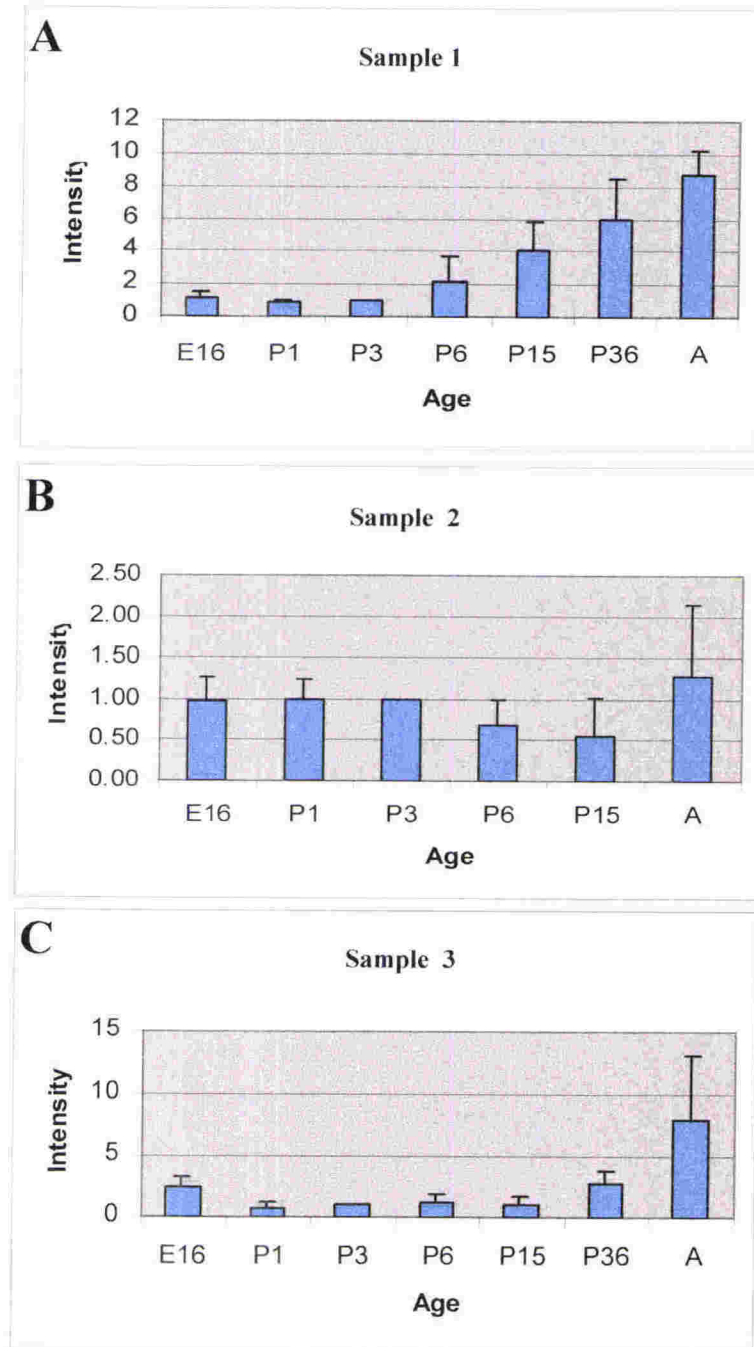 A
Sample 1
Intensity
12
10
8
6
4
2
0
E16 P1 P3 P6 P15 P36 A
Age
B
Sample 2
Intensity
2.50
2.00
1.50
1.00
0.50
0.00
E16 P1 P3 P6 P15 A
Age
C
Sample 3
Intensity
15
10
5
0
E16 P1 P3 P6 P15 P36 A
Age